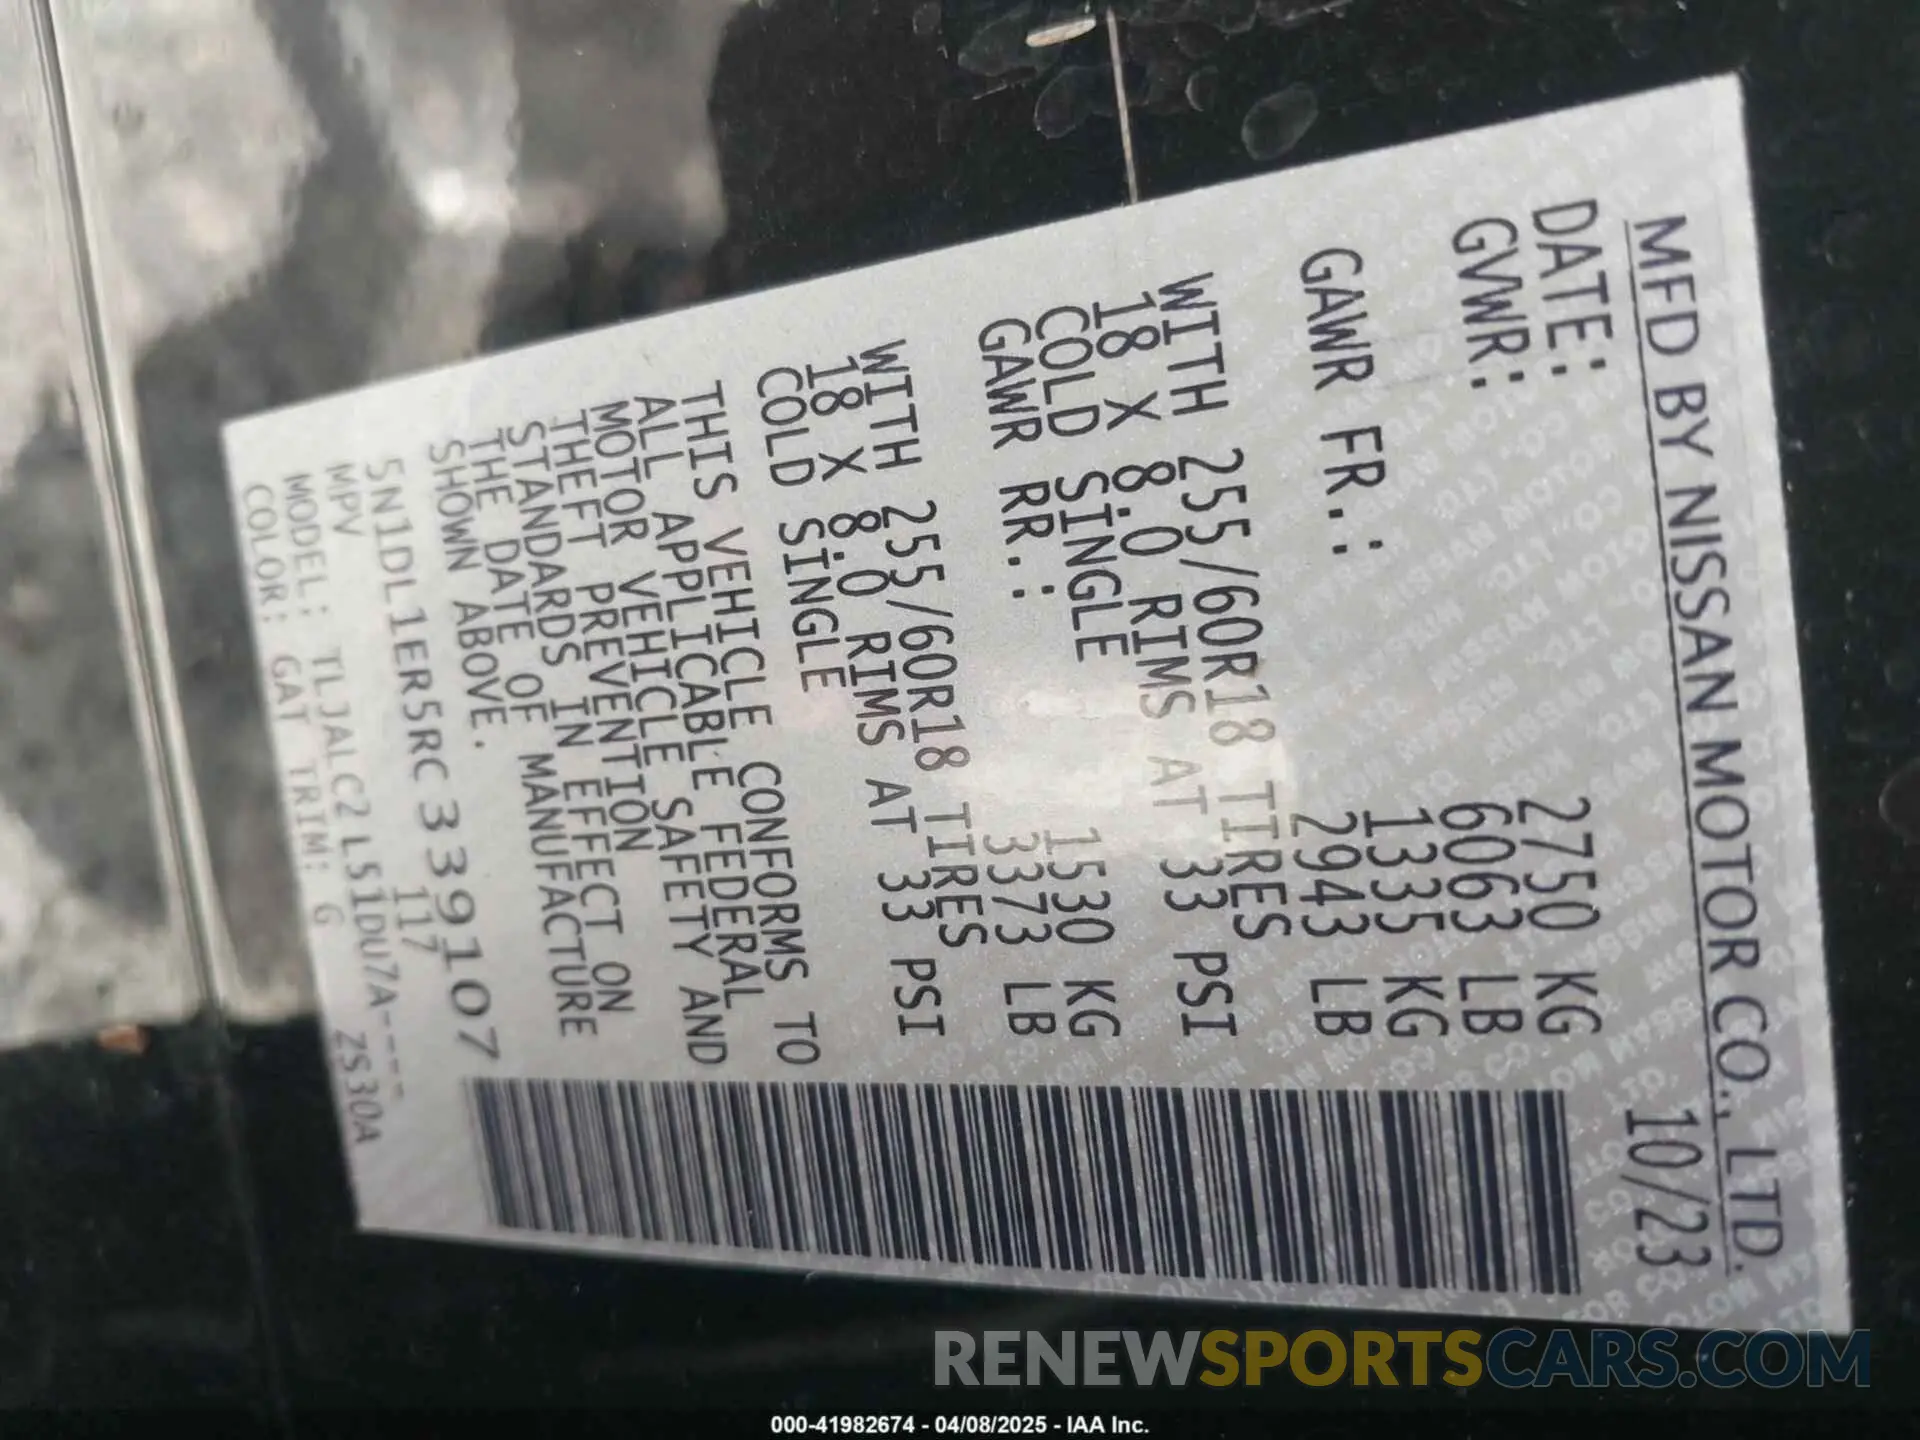 MFD BY NISSAN MOTOR CO., LTD.
DATE: 10/23
GVWR: 2750 KG
6063 LB
GAWR FR.: 1335 KG
2943 LB
WITH 255/60R18 TIRES
18 X 8.0 RIMS AT 33 PSI
COLD SINGLE
GAWR RR.: 1530 KG
3373 LB
WITH 255/60R18 TIRES
18 X 8.0 RIMS AT 33 PSI
COLD SINGLE
THIS VEHICLE CONFORMS TO
ALL APPLICABLE FEDERAL
MOTOR VEHICLE SAFETY AND
THEFT PREVENTION
STANDARDS IN EFFECT ON
THE DATE OF MANUFACTURE
SHOWN ABOVE.
5N1DL1ER5RC339107
MPV 117
MODEL: TLJALC2 L51DU7A----
COLOR: GAT TRIM: G 2S30A
RENEWSPORTSCARS.COM
000-41982674 - 04/08/2025 - IAA Inc.